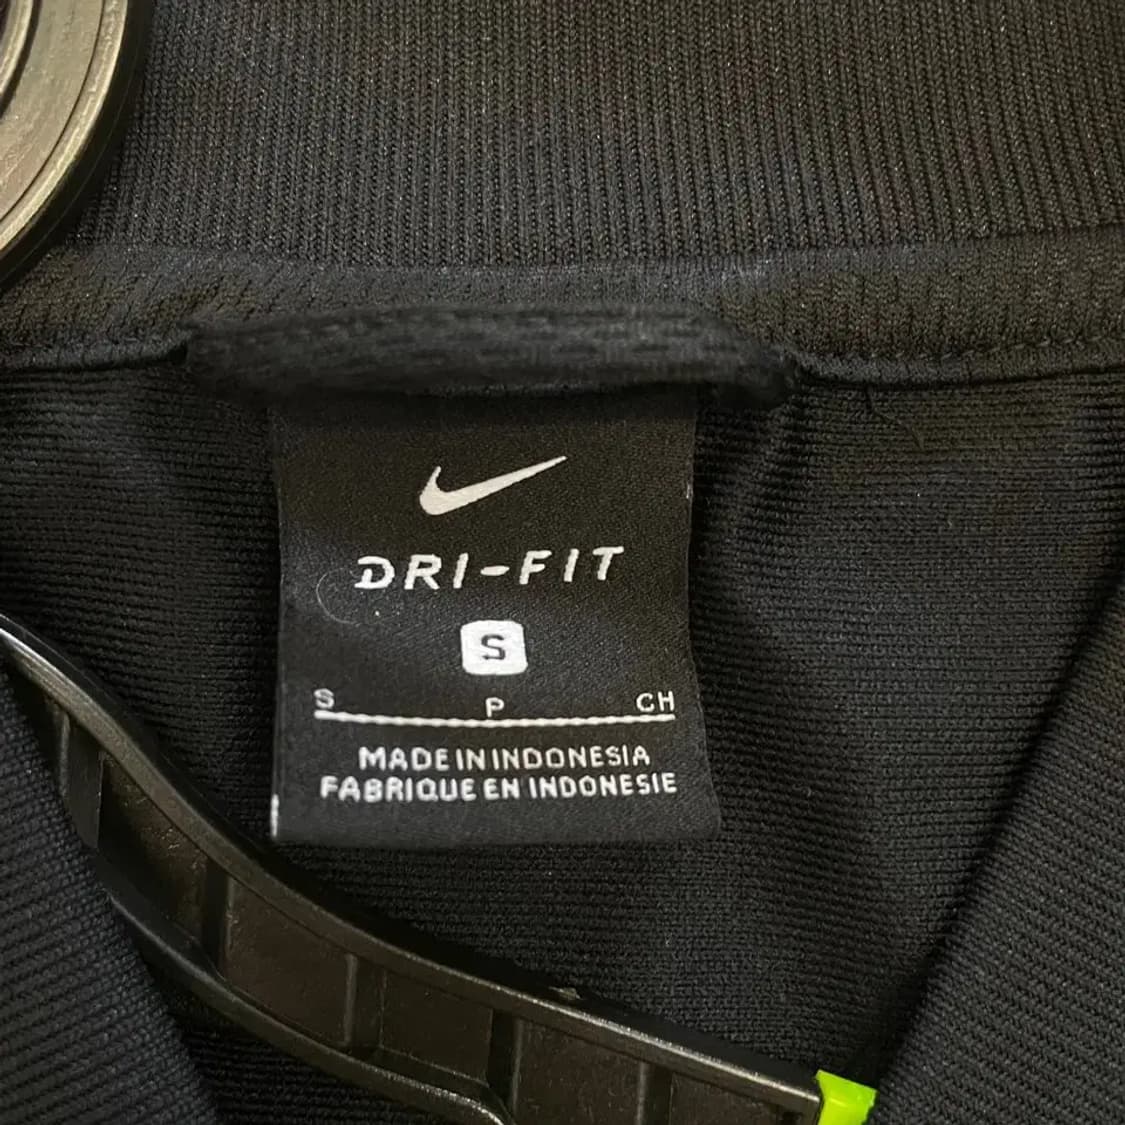 DRI-FIT
S
S P CH
MADE IN INDONESIA
FABRIQUE EN INDONESIE